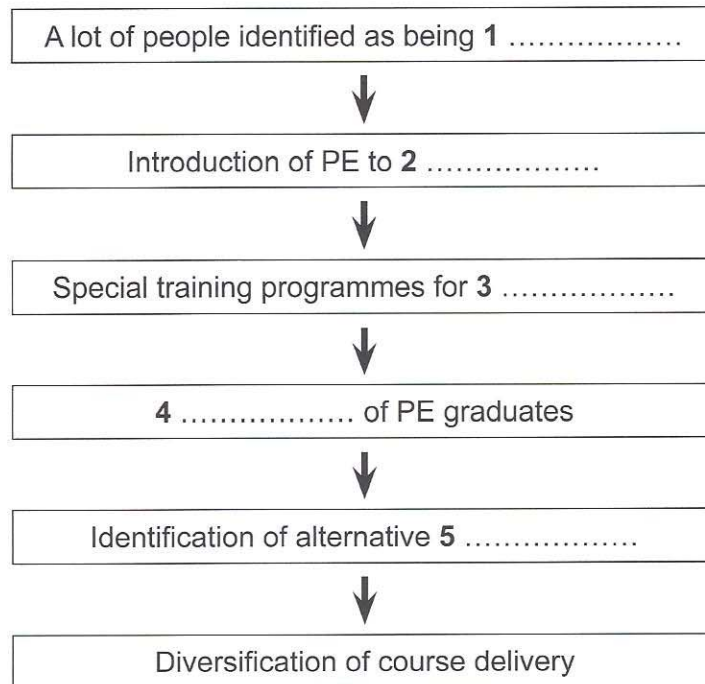 A lot of people identified as being 1 ....................
Introduction of PE to 2 ..................
Special training programmes for 3 ..................
4 .................. of PE graduates
Identification of alternative 5 ..................
Diversification of course delivery